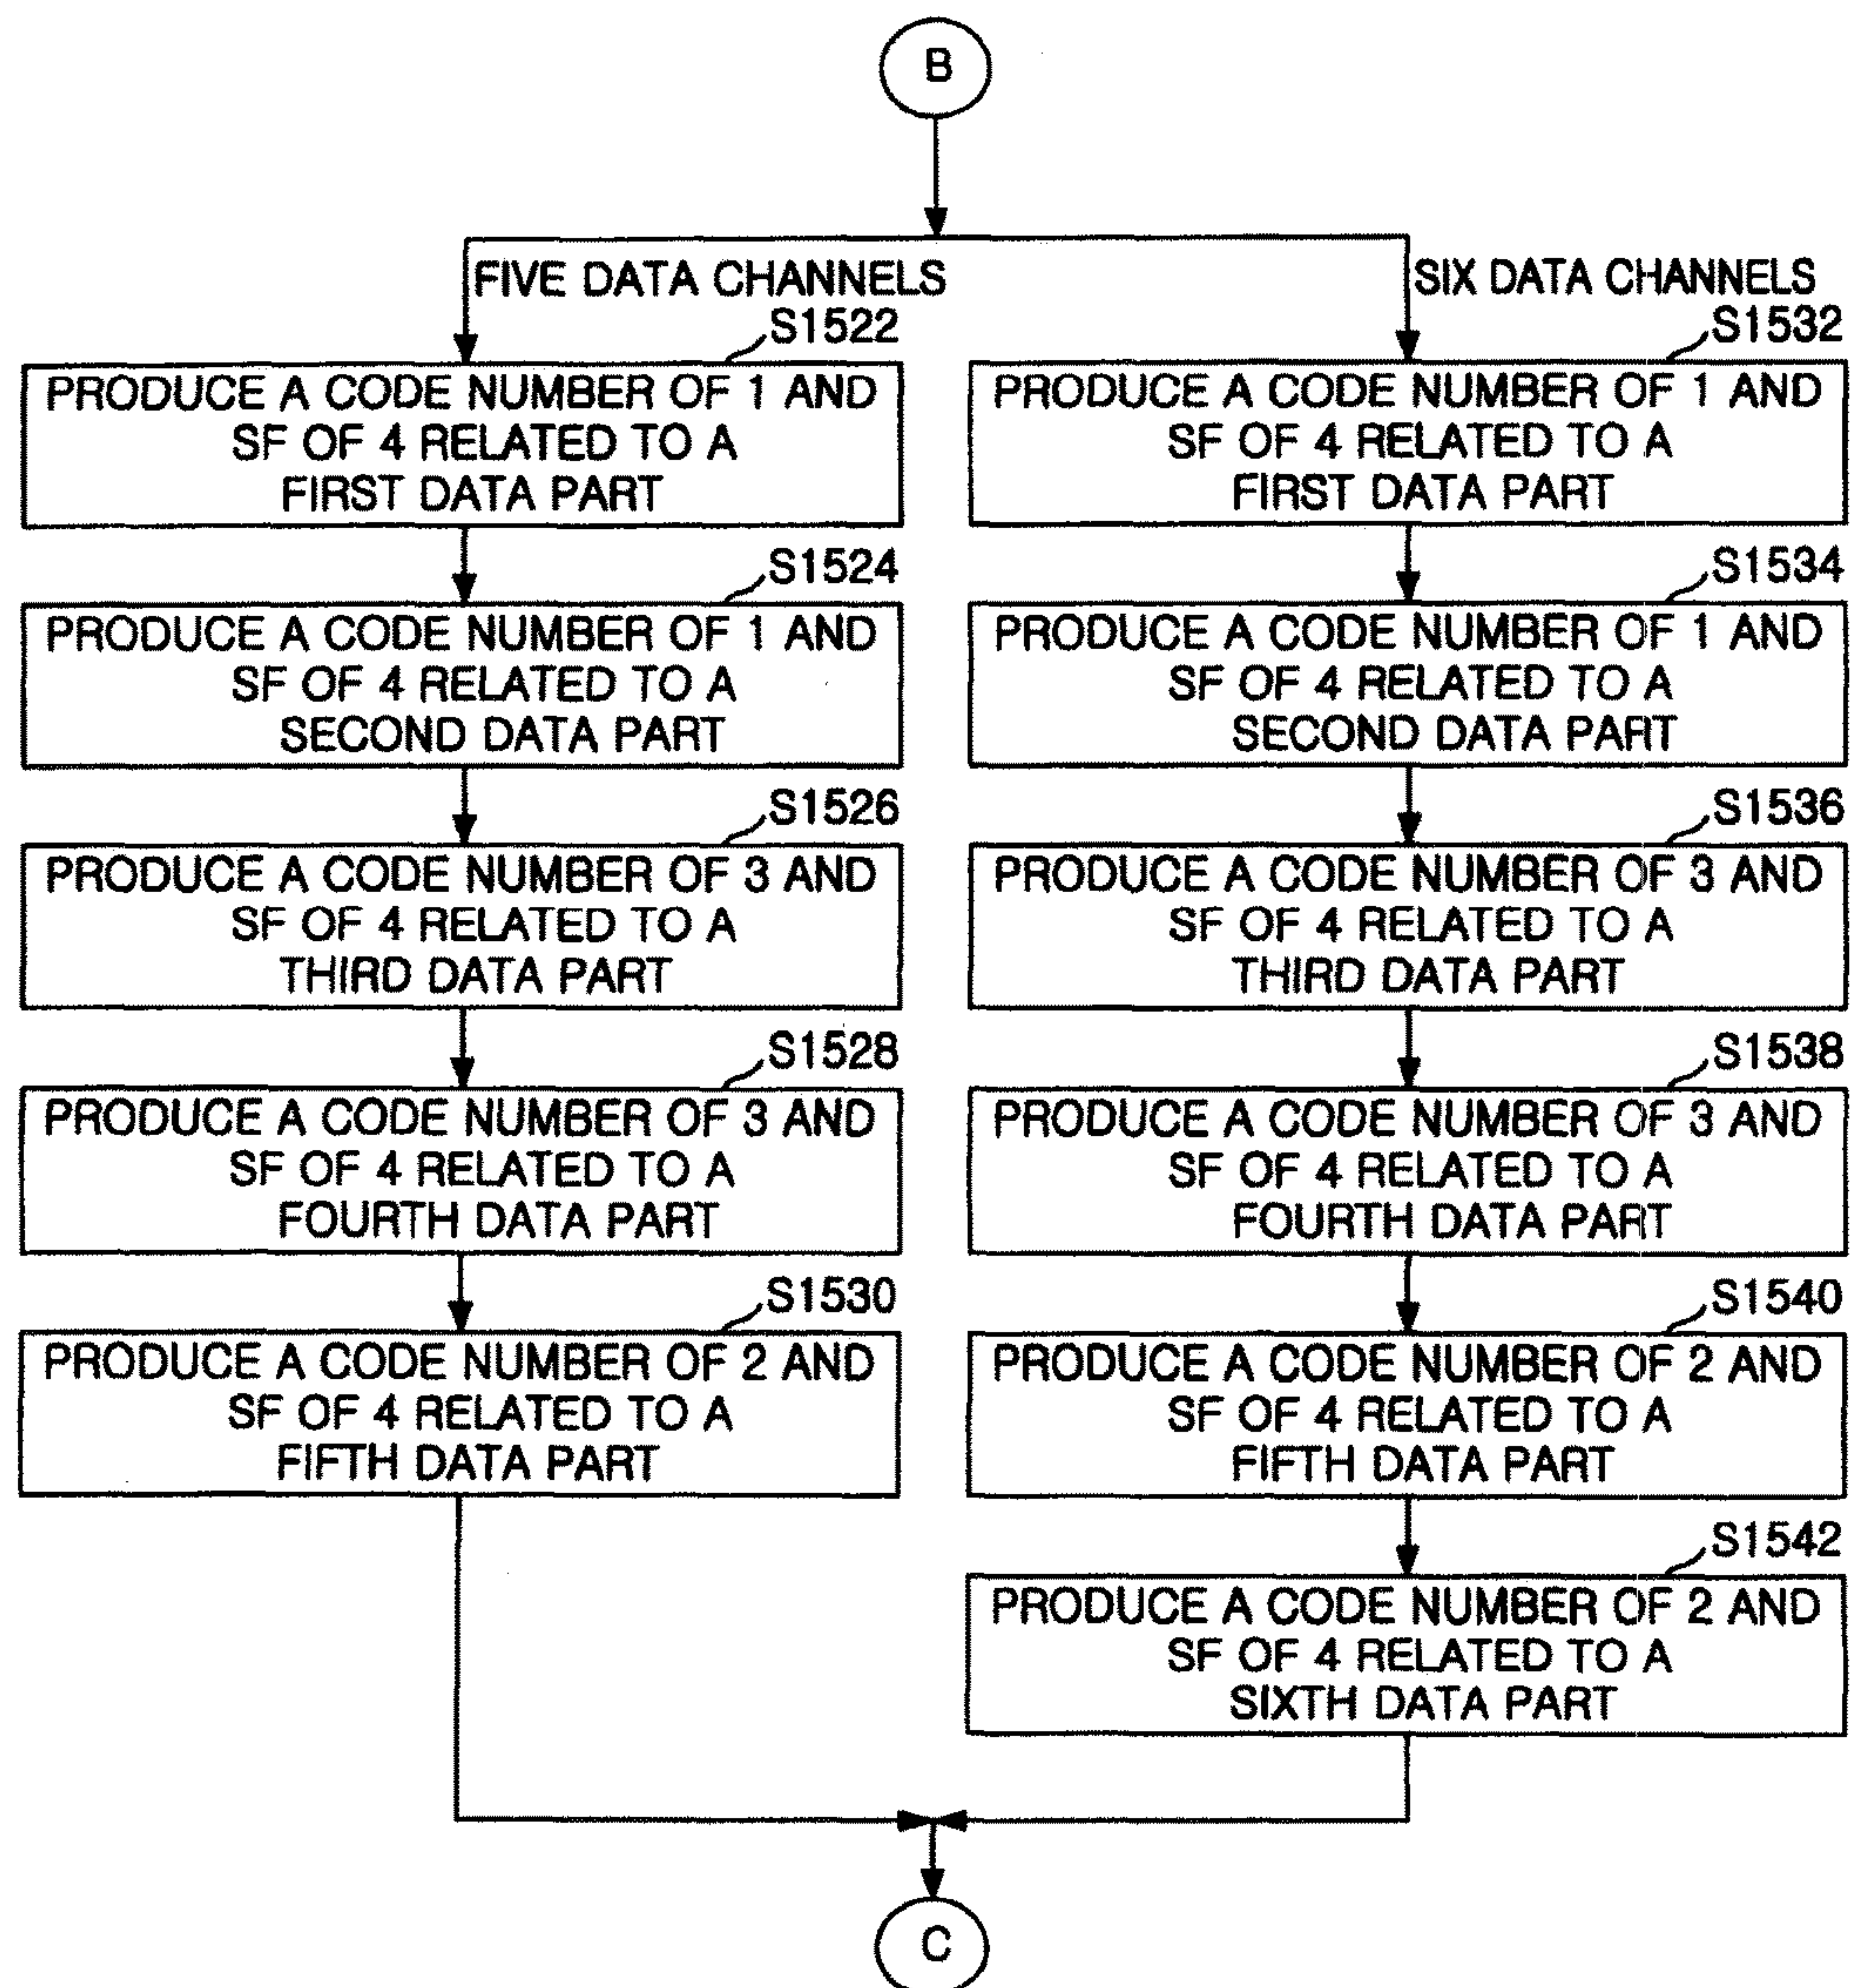 B
FIVE DATA CHANNELS
S1522
PRODUCE A CODE NUMBER OF 1 AND
SF OF 4 RELATED TO A
FIRST DATA PART
S1524
PRODUCE A CODE NUMBER OF 1 AND
SF OF 4 RELATED TO A
SECOND DATA PART
S1526
PRODUCE A CODE NUMBER OF 3 AND
SF OF 4 RELATED TO A
THIRD DATA PART
S1528
PRODUCE A CODE NUMBER OF 3 AND
SF OF 4 RELATED TO A
FOURTH DATA PART
S1530
PRODUCE A CODE NUMBER OF 2 AND
SF OF 4 RELATED TO A
FIFTH DATA PART
SIX DATA CHANNELS
S1532
PRODUCE A CODE NUMBER OF 1 AND
SF OF 4 RELATED TO A
FIRST DATA PART
S1534
PRODUCE A CODE NUMBER OF 1 AND
SF OF 4 RELATED TO A
SECOND DATA PART
S1536
PRODUCE A CODE NUMBER OF 3 AND
SF OF 4 RELATED TO A
THIRD DATA PART
S1538
PRODUCE A CODE NUMBER OF 3 AND
SF OF 4 RELATED TO A
FOURTH DATA PART
S1540
PRODUCE A CODE NUMBER OF 2 AND
SF OF 4 RELATED TO A
FIFTH DATA PART
S1542
PRODUCE A CODE NUMBER OF 2 AND
SF OF 4 RELATED TO A
SIXTH DATA PART
C